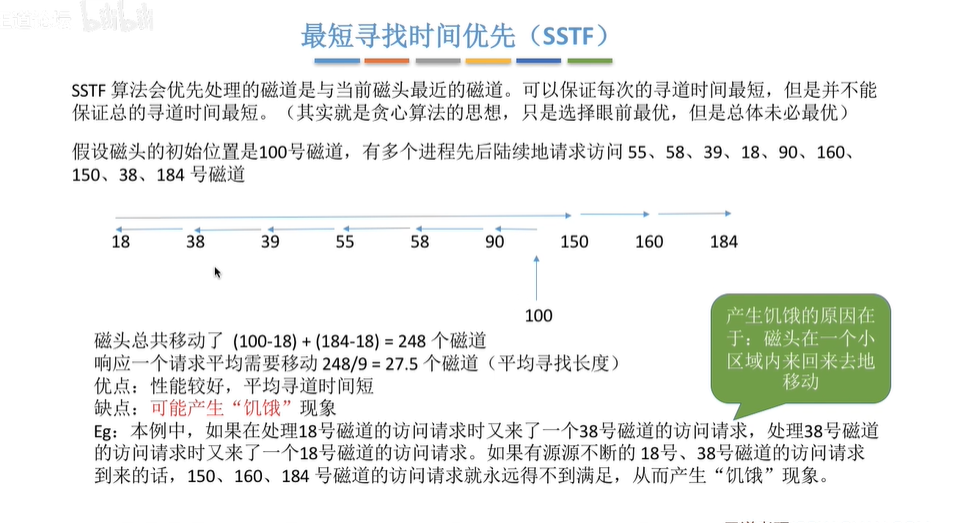 bilibili
最短寻找时间优先（SSTF）
SSTF 算法会优先处理的磁道是与当前磁头最近的磁道。可以保证每次的寻道时间最短，但是并不能
保证总的寻道时间最短。（其实就是贪心算法的思想，只是选择眼前最优，但是总体未必最优）
假设磁头的初始位置是100号磁道，有多个进程先后陆续地请求访问 55、58、39、18、90、160、
150、38、184 号磁道
18 38 39 55 58 90 150 160 184
100
磁头总共移动了 (100-18) + (184-18) = 248 个磁道
响应一个请求平均需要移动 248/9 = 27.5 个磁道（平均寻找长度）
优点：性能较好，平均寻道时间短
缺点：可能产生“饥饿”现象
Eg：本例中，如果在处理18号磁道的访问请求时又来了一个38号磁道的访问请求，处理38号磁道
的访问请求时又来了一个18号磁道的访问请求。如果有源源不断的 18号、38号磁道的访问请求
到来的话，150、160、184 号磁道的访问请求就永远得不到满足，从而产生“饥饿”现象。
产生饥饿的原因在
于：磁头在一个小
区域内来回来去地
移动